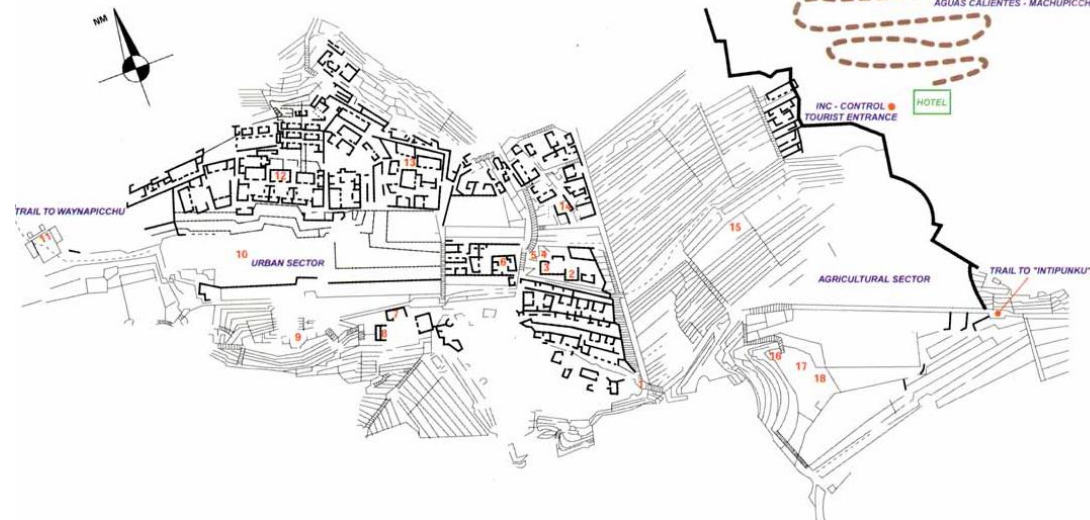 AGUAS CALIENTES - MACHUPICCH
NM
HOTEL
INC - CONTROL
TOURIST ENTRANCE
13
12
14
TRAIL TO WAYNAPICCHU
11
15
10
URBAN SECTOR
6
5
4
3
2
TRAIL TO "INTIPUNKU"
AGRICULTURAL SECTOR
7
8
9
16
17
18
1